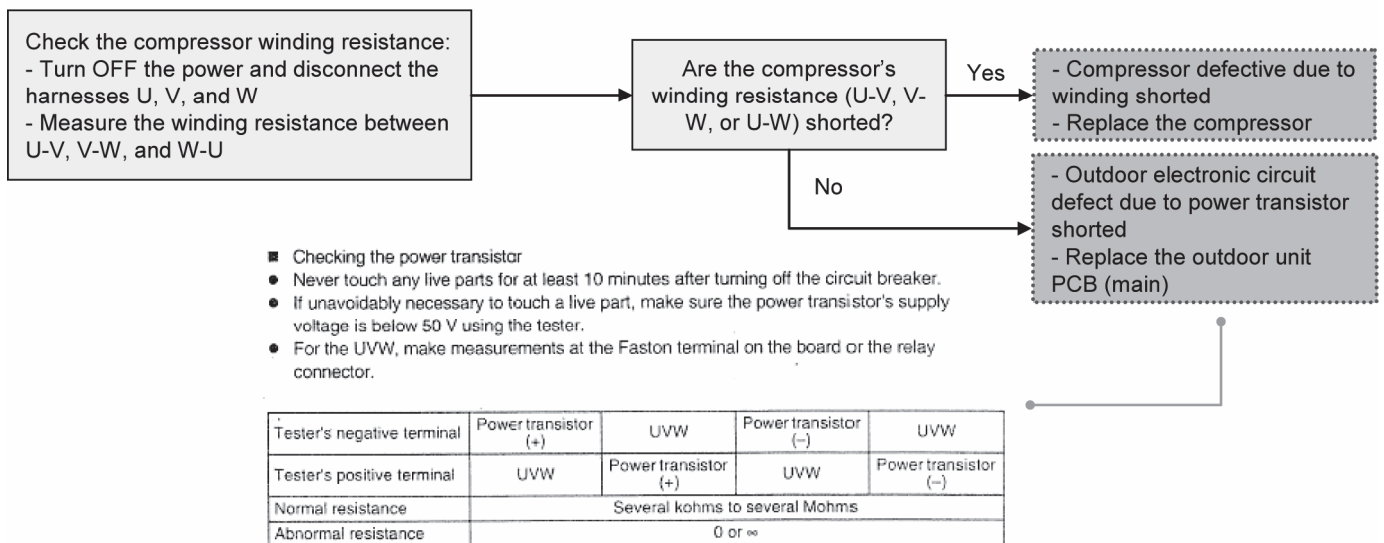 Check the compressor winding resistance:
- Turn OFF the power and disconnect the
harnesses U, V, and W
- Measure the winding resistance between
U-V, V-W, and W-U
Are the compressor's
winding resistance (U-V, V-
W, or U-W) shorted?
Yes
- Compressor defective due to
winding shorted
- Replace the compressor
No
- Outdoor electronic circuit
defect due to power transistor
shorted
- Replace the outdoor unit
PCB (main)
■ Checking the power transistor
● Never touch any live parts for at least 10 minutes after turning off the circuit breaker.
● If unavoidably necessary to touch a live part, make sure the power transistor's supply
voltage is below 50 V using the tester.
● For the UVW, make measurements at the Faston terminal on the board or the relay
connector.
Tester's negative terminal
Power transistor
(+)
UVW
Power transistor
(–)
UVW
Tester's positive terminal
UVW
Power transistor
(+)
UVW
Power transistor
(–)
Normal resistance
Several kohms to several Mohms
Abnormal resistance
0 or ∞